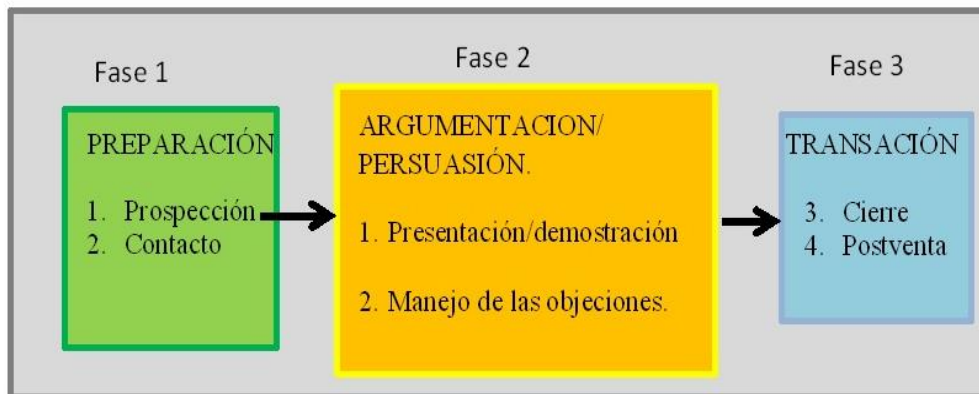 Fase 1
PREPARACIÓN
1. Prospección
2. Contacto
Fase 2
ARGUMENTACION/
PERSUASIÓN.
1. Presentación/demostración
2. Manejo de las objeciones.
Fase 3
TRANSACIÓN
3. Cierre
4. Postventa